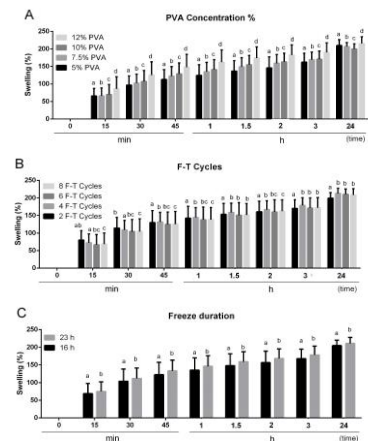 A
PVA Concentration %
Swelling (%)
250
200
150
100
50
0
12% PVA
10% PVA
7.5% PVA
5% PVA
a b c d a b c d a b c d a b c d a b c d a b c d a b c d a b c d
0 15 30 45 1 1.5 2 3 24
min h (time)
B
F-T Cycles
Swelling (%)
250
200
150
100
50
0
8 F-T Cycles
6 F-T Cycles
4 F-T Cycles
2 F-T Cycles
0 15 30 45 1 1.5 2 3 24
min h (time)
C
Freeze duration
Swelling (%)
250
200
150
100
50
0
23 h
16 h
a b a b a b a b a b a b a b a b
0 15 30 45 1 1.5 2 3 24
min h (time)